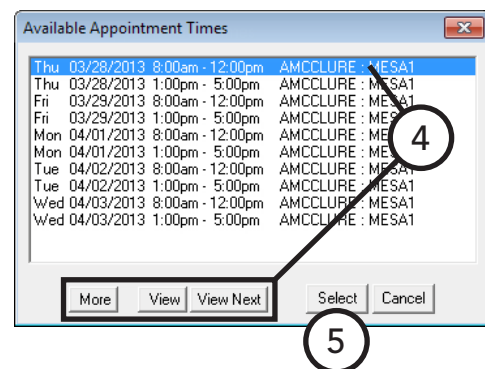 Available Appointment Times
Thu 03/28/2013 8:00am - 12:00pm AMCCLURE : MESA1
Thu 03/28/2013 1:00pm - 5:00pm AMCCLURE : MESA1
Fri 03/29/2013 8:00am - 12:00pm AMCCLURE : MESA1
Fri 03/29/2013 1:00pm - 5:00pm AMCCLURE : MESA1
Mon 04/01/2013 8:00am - 12:00pm AMCCLURE : MESA1
Mon 04/01/2013 1:00pm - 5:00pm AMCCLURE : MESA1
Tue 04/02/2013 8:00am - 12:00pm AMCCLURE : MESA1
Tue 04/02/2013 1:00pm - 5:00pm AMCCLURE : MESA1
Wed 04/03/2013 8:00am - 12:00pm AMCCLURE : MESA1
Wed 04/03/2013 1:00pm - 5:00pm AMCCLURE : MESA1
4
More View View Next Select Cancel
5